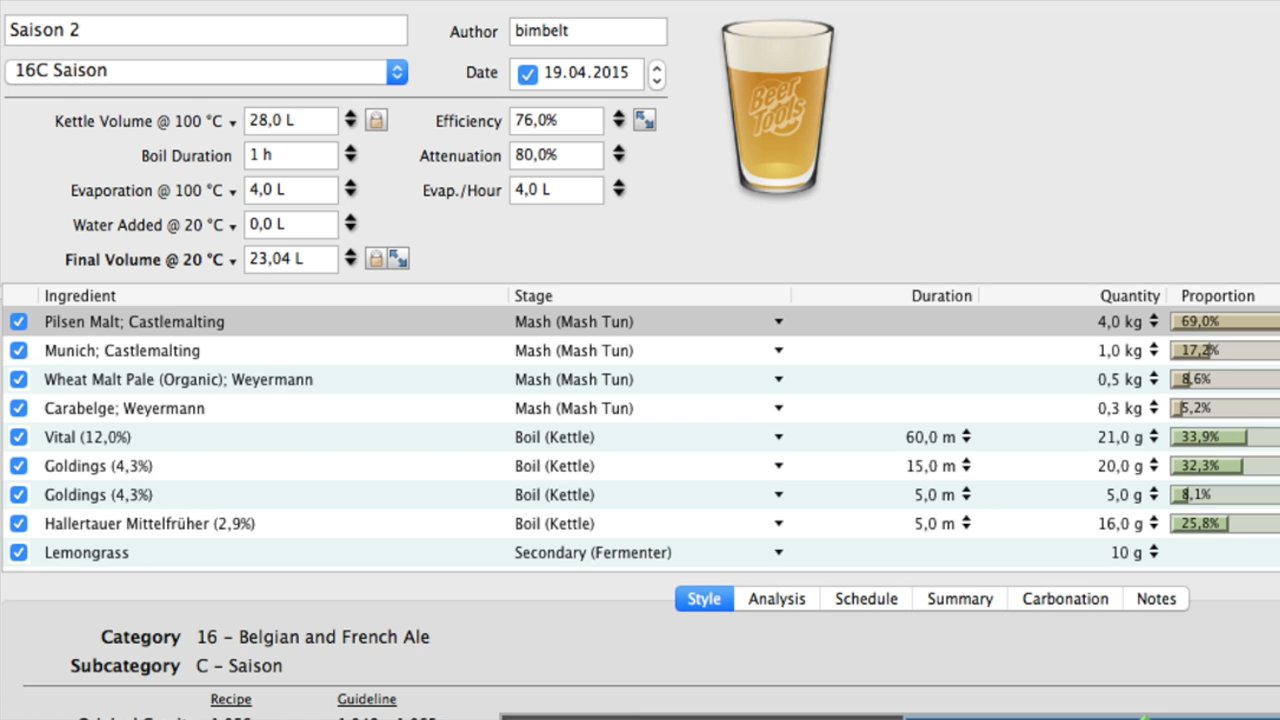 Saison 2
Author bimbelt
16C Saison
Date 19.04.2015
Beer Tools
Kettle Volume @ 100 °C 28,0 L
Efficiency 76,0%
Boil Duration 1 h
Attenuation 80,0%
Evaporation @ 100 °C 4,0 L
Evap./Hour 4,0 L
Water Added @ 20 °C 0,0 L
Final Volume @ 20 °C 23,04 L
Ingredient Stage Duration Quantity Proportion
Pilsen Malt; Castlemalting Mash (Mash Tun) 4,0 kg 69,0%
Munich; Castlemalting Mash (Mash Tun) 1,0 kg 17,2%
Wheat Malt Pale (Organic); Weyermann Mash (Mash Tun) 0,5 kg 8,6%
Carabelge; Weyermann Mash (Mash Tun) 0,3 kg 5,2%
Vital (12,0%) Boil (Kettle) 60,0 m 21,0 g 33,9%
Goldings (4,3%) Boil (Kettle) 15,0 m 20,0 g 32,3%
Goldings (4,3%) Boil (Kettle) 5,0 m 5,0 g 8,1%
Hallertauer Mittelfrüher (2,9%) Boil (Kettle) 5,0 m 16,0 g 25,8%
Lemongrass Secondary (Fermenter) 10 g
Style Analysis Schedule Summary Carbonation Notes
Category 16 – Belgian and French Ale
Subcategory C – Saison
Recipe Guideline